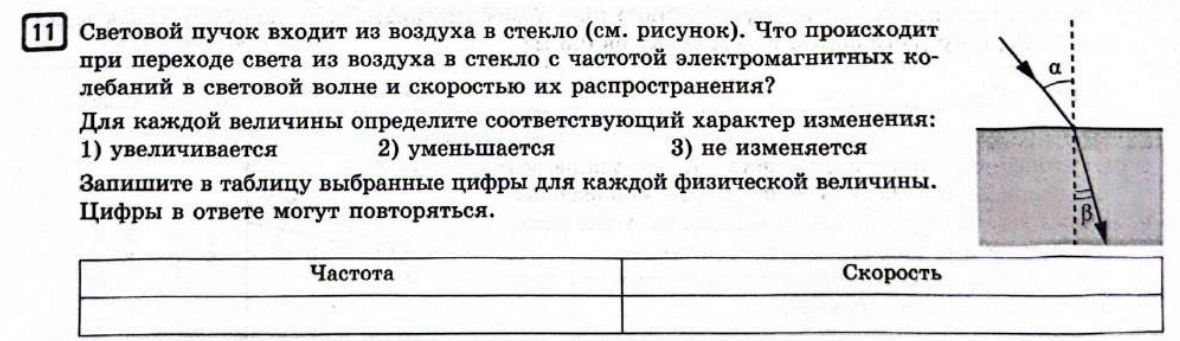 11 Световой пучок входит из воздуха в стекло (см. рисунок). Что происходит
при переходе света из воздуха в стекло с частотой электромагнитных ко-
лебаний в световой волне и скоростью их распространения?
Для каждой величины определите соответствующий характер изменения:
1) увеличивается 2) уменьшается 3) не изменяется
Запишите в таблицу выбранные цифры для каждой физической величины.
Цифры в ответе могут повторяться.
α
β
Частота Скорость